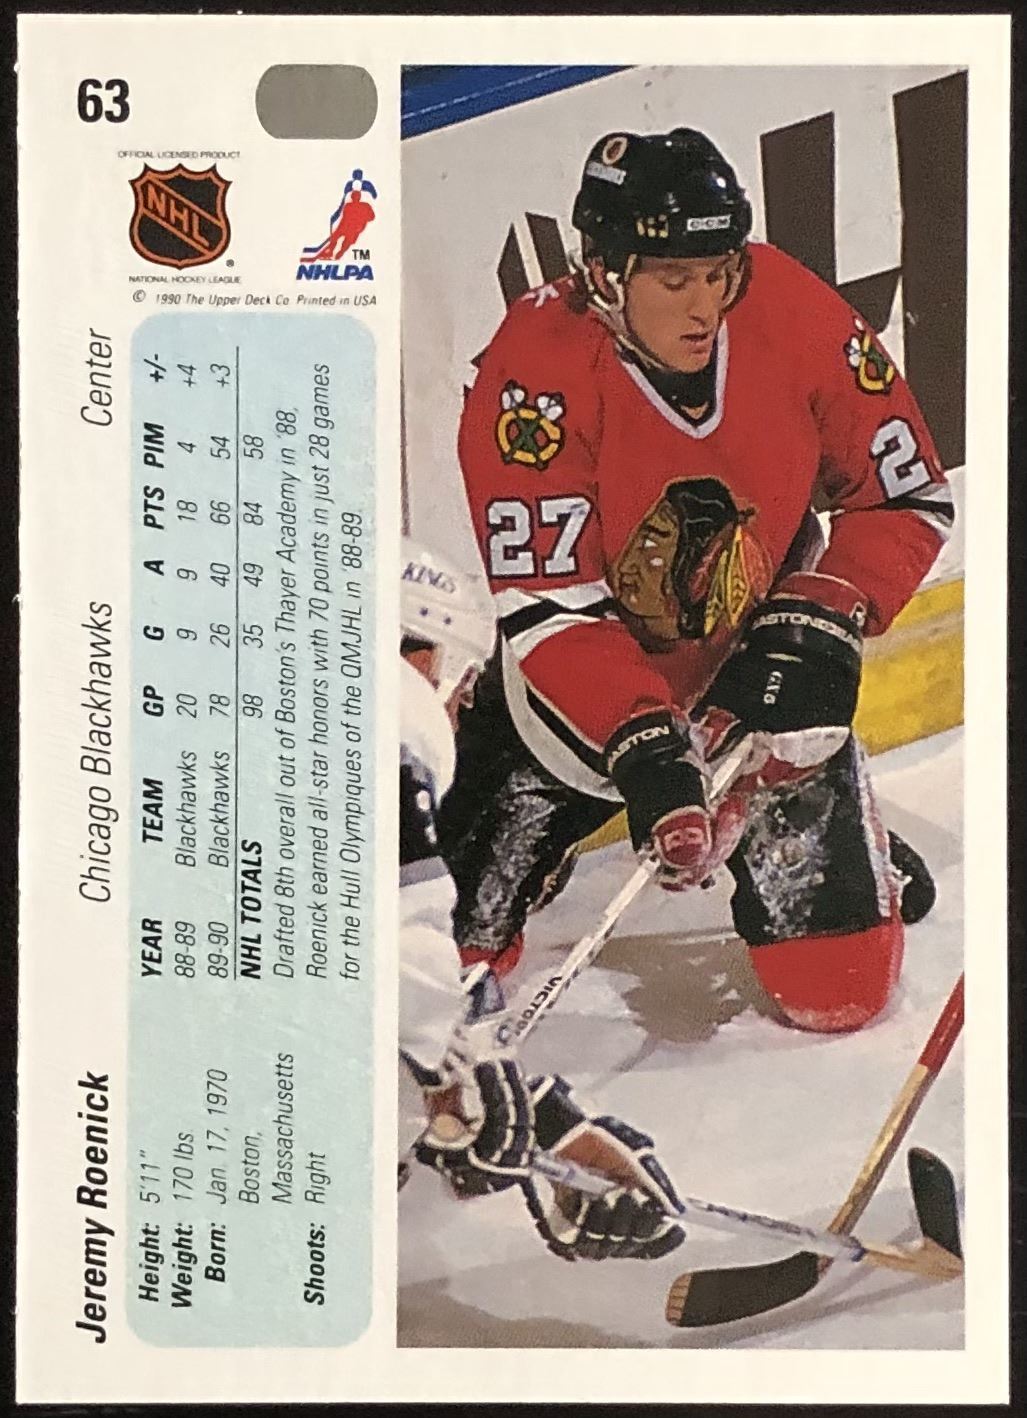 63
OFFICIAL LICENSED PRODUCT
NHL
®
NATIONAL HOCKEY LEAGUE
TM
NHLPA
© 1990 The Upper Deck Co. Printed in USA
Jeremy Roenick Chicago Blackhawks Center
Height: 5'11"
Weight: 170 lbs.
Born: Jan. 17, 1970
Boston,
Massachusetts
Shoots: Right
YEAR TEAM GP G A PTS PIM +/-
88-89 Blackhawks 20 9 9 18 4 +4
89-90 Blackhawks 78 26 40 66 54 +3
NHL TOTALS 98 35 49 84 58
Drafted 8th overall out of Boston's Thayer Academy in '88,
Roenick earned all-star honors with 70 points in just 28 games
for the Hull Olympiques of the QMJHL in '88-89.
CCM
27
2
KINGS
EASTON
EASTON